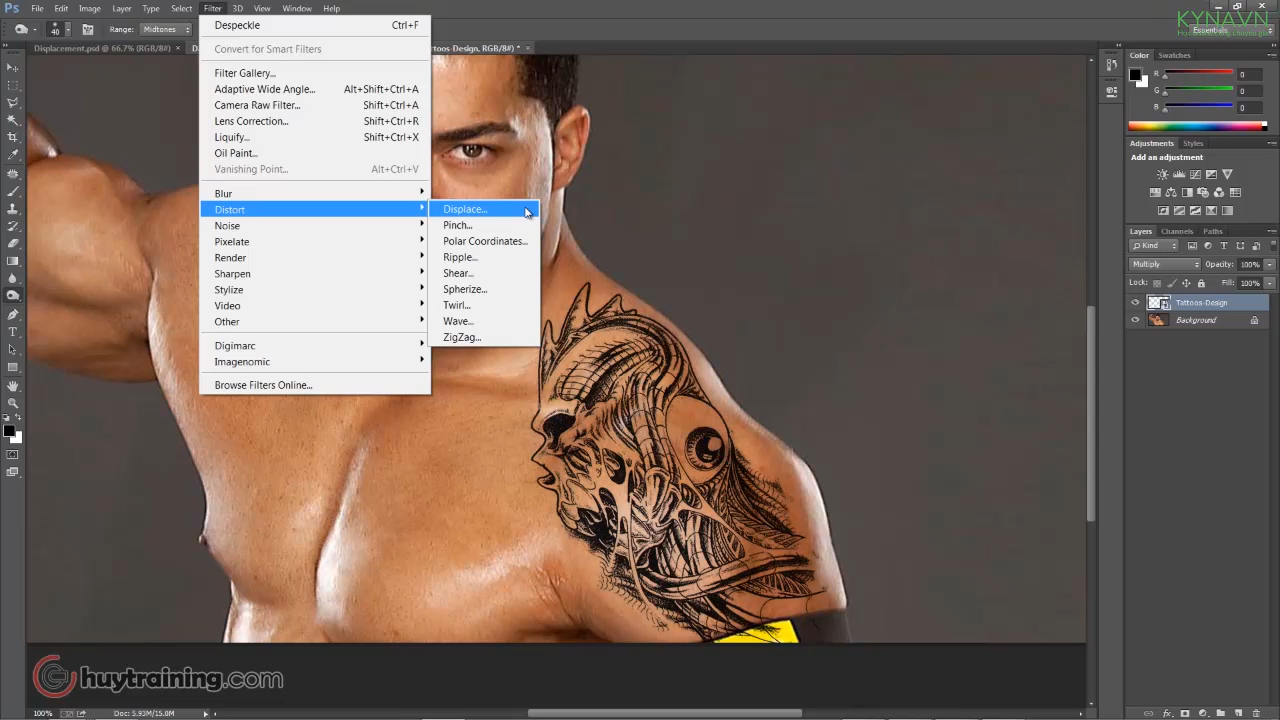 Ps File Edit Image Layer Type Select Filter 3D View Window Help
KYNAVN
40 Range: Midtones
Essentials
Displacement.psd @ 66.7% (RGB/8#) ×
Tattoos-Design, RGB/8#) * ×
Despeckle Ctrl+F
Convert for Smart Filters
Filter Gallery...
Adaptive Wide Angle... Alt+Shift+Ctrl+A
Camera Raw Filter... Shift+Ctrl+A
Lens Correction... Shift+Ctrl+R
Liquify... Shift+Ctrl+X
Oil Paint...
Vanishing Point... Alt+Ctrl+V
Blur
Distort
Noise
Pixelate
Render
Sharpen
Stylize
Video
Other
Digimarc
Imagenomic
Browse Filters Online...
Displace...
Pinch...
Polar Coordinates...
Ripple...
Shear...
Spherize...
Twirl...
Wave...
ZigZag...
Color Swatches
R 0
G 0
B 0
Adjustments Styles
Add an adjustment
Layers Channels Paths
Kind
Multiply Opacity: 100%
Lock: Fill: 100%
Tattoos-Design
Background
huytraining.com
100% Doc: 5.93M/15.0M
fx